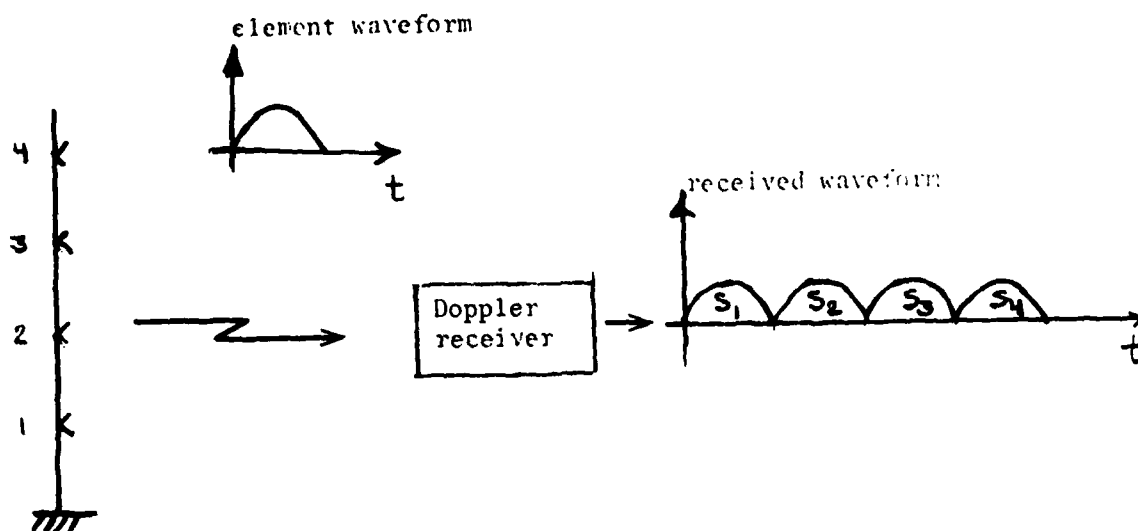 element waveform
t
4
3
2
1
Doppler
receiver
received waveform
S1 S2 S3 S4
t